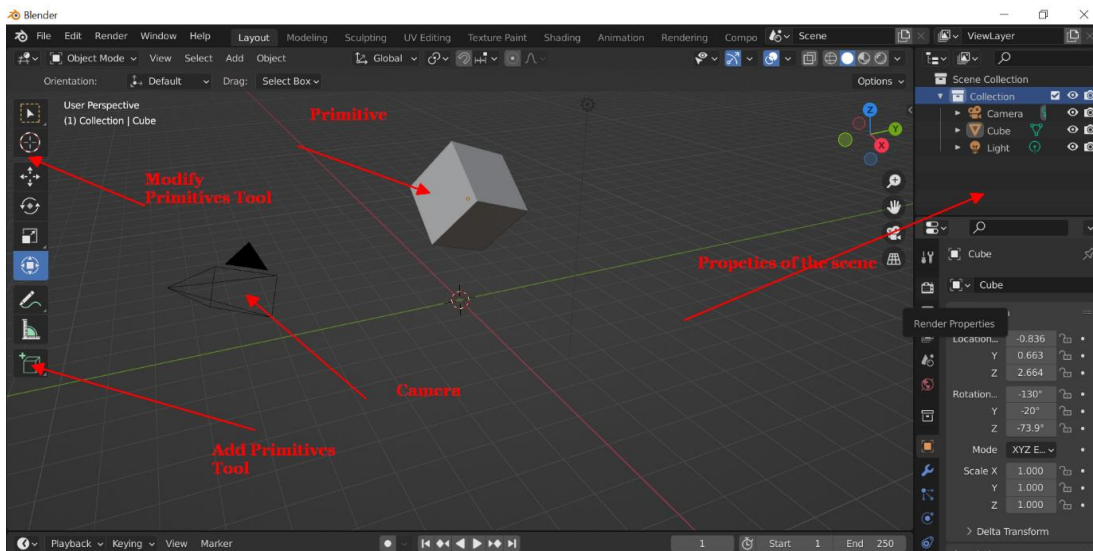 Blender
File Edit Render Window Help Layout Modeling Sculpting UV Editing Texture Paint Shading Animation Rendering Compo Scene ViewLayer
Object Mode View Select Add Object Global Options
Orientation: Default Drag: Select Box
User Perspective
(1) Collection | Cube
Primitive
Modify
Primitives Tool
Propeties of the scene
Camera
Add Primitives
Tool
Z
Y
X
Scene Collection
Collection
Camera
Cube
Light
Cube
Cube
Render Properties
Location... -0.836
Y 0.663
Z 2.664
Rotation... -130°
Y -20°
Z -73.9°
Mode XYZ E...
Scale X 1.000
Y 1.000
Z 1.000
Delta Transform
Playback Keying View Marker 1 Start 1 End 250